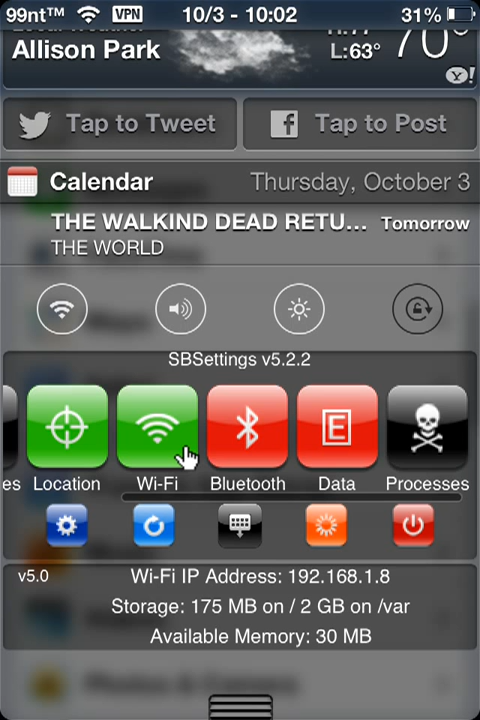 99nt™ VPN 10/3 - 10:02 31%
Allison Park
L:63° 70°
Y!
Tap to Tweet Tap to Post
Calendar Thursday, October 3
THE WALKIND DEAD RETU... Tomorrow
THE WORLD
SBSettings v5.2.2
E
es Location Wi-Fi Bluetooth Data Processes
v5.0 Wi-Fi IP Address: 192.168.1.8
Storage: 175 MB on / 2 GB on /var
Available Memory: 30 MB